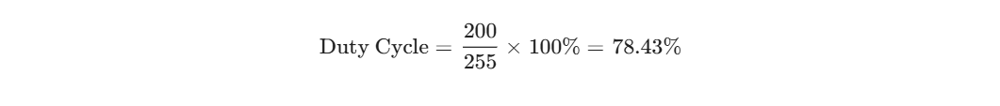 Duty Cycle = 200/255 × 100% = 78.43%